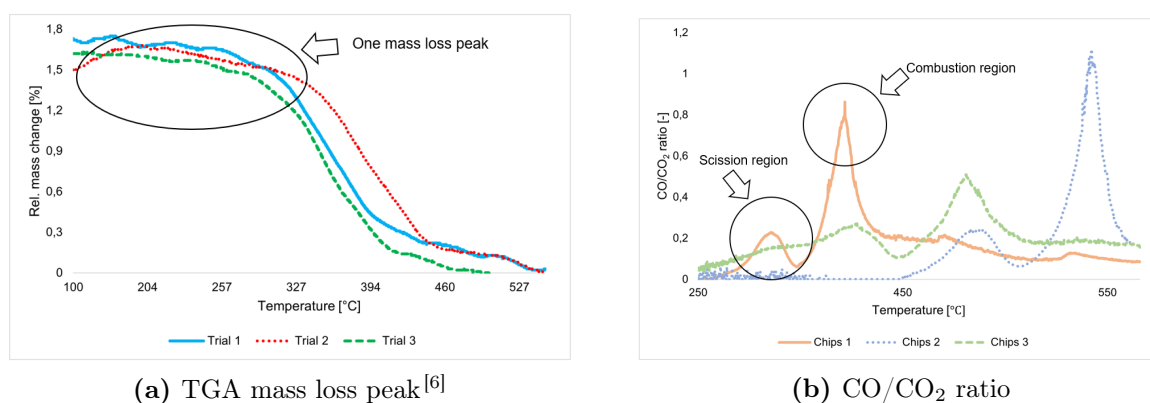 1,8
1,5
1,2
0,9
0,6
0,3
0
Rel. mass change [%]
One mass loss peak
100 204 257 327 394 460 527
Temperature [°C]
Trial 1 Trial 2 Trial 3
(a) TGA mass loss peak[6]
1,2
1
0,8
0,6
0,4
0,2
0
CO/CO₂ ratio [-]
Combustion region
Scission region
250 450 550
Temperature [℃]
Chips 1 Chips 2 Chips 3
(b) CO/CO₂ ratio